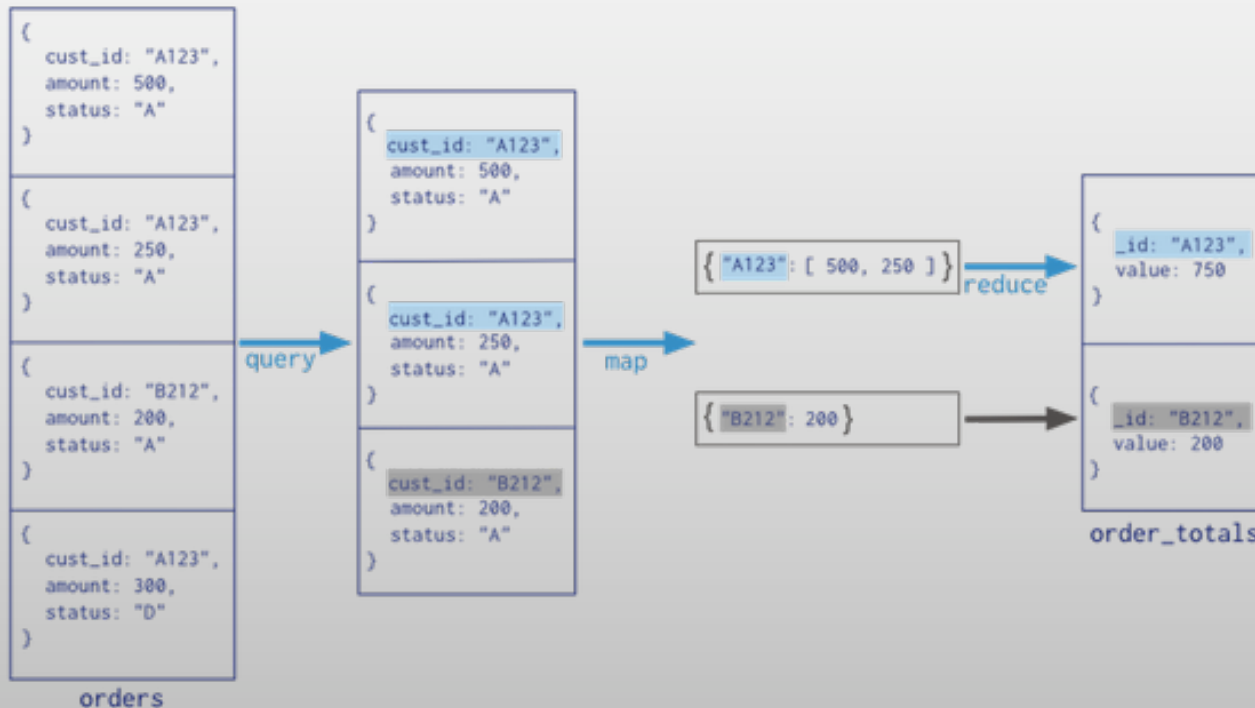 {
cust_id: "A123",
amount: 500,
status: "A"
}
{
cust_id: "A123",
amount: 250,
status: "A"
}
{
cust_id: "B212",
amount: 200,
status: "A"
}
{
cust_id: "A123",
amount: 300,
status: "D"
}
orders
query
{
cust_id: "A123",
amount: 500,
status: "A"
}
{
cust_id: "A123",
amount: 250,
status: "A"
}
{
cust_id: "B212",
amount: 200,
status: "A"
}
map
{ "A123": [ 500, 250 ] }
reduce
{ "B212": 200 }
{
_id: "A123",
value: 750
}
{
_id: "B212",
value: 200
}
order_totals